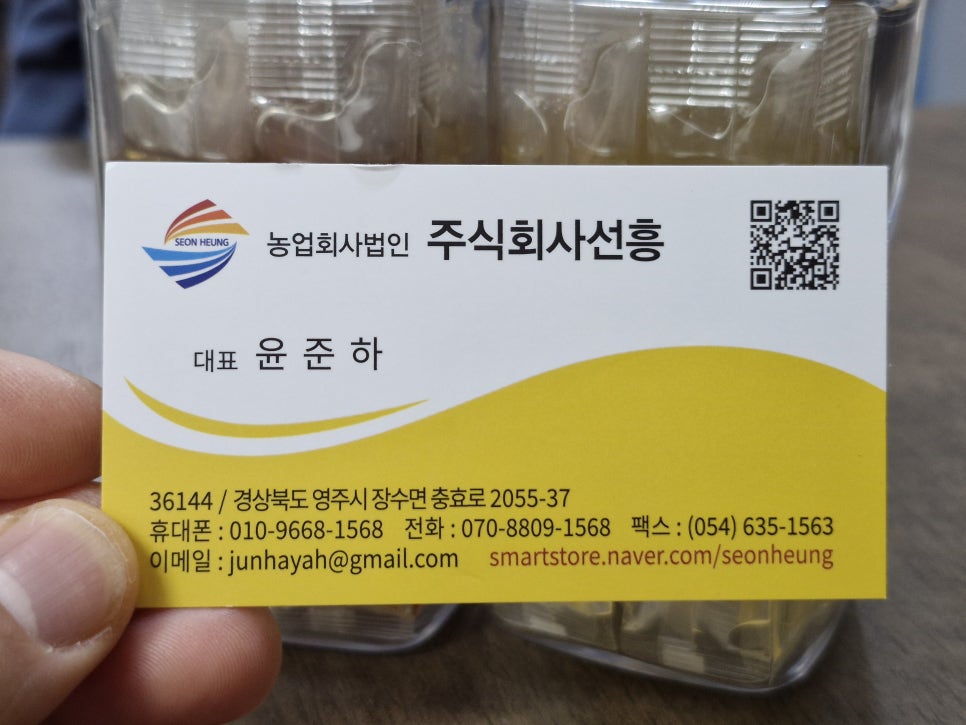 SEON HEUNG
농업회사법인 주식회사선흥
대표 윤준하
36144 / 경상북도 영주시 장수면 충효로 2055-37
휴대폰 : 010-9668-1568 전화 : 070-8809-1568 팩스 : (054) 635-1563
이메일 : junhayah@gmail.com smartstore.naver.com/seonheung